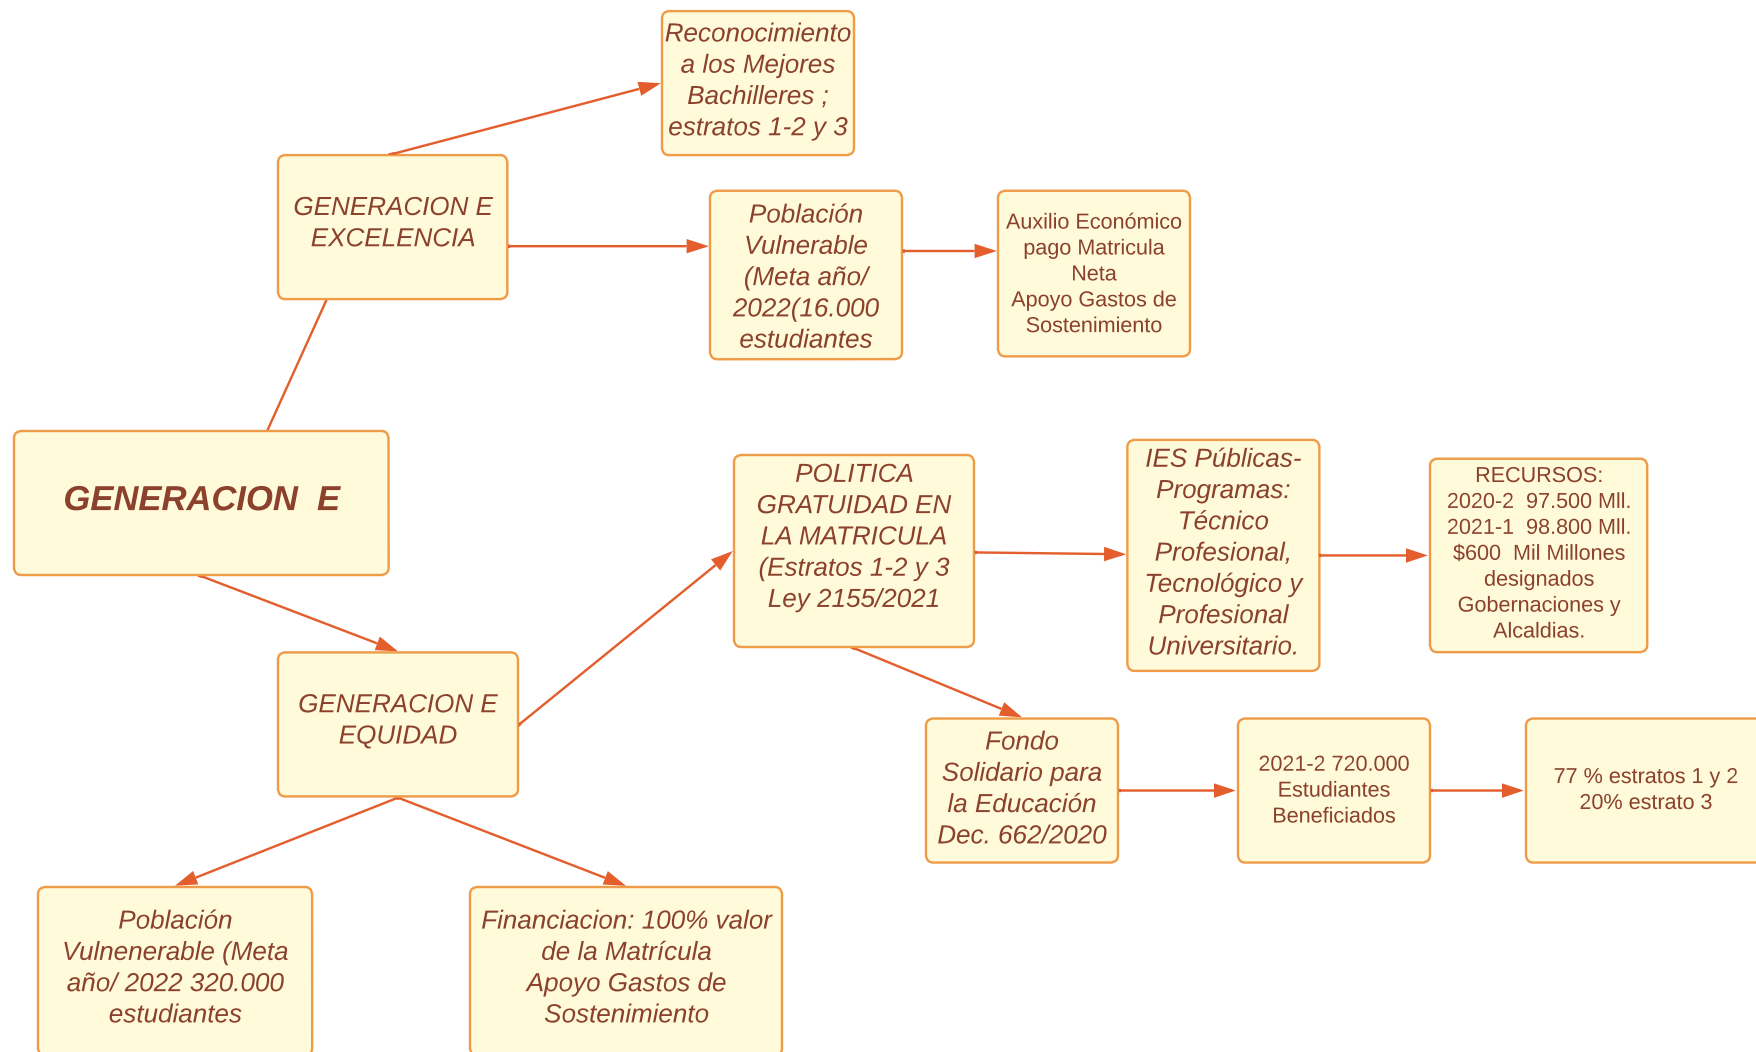 Reconocimiento
a los Mejores
Bachilleres ;
estratos 1-2 y 3
GENERACION E
EXCELENCIA
Población
Vulnerable
(Meta año/
2022(16.000
estudiantes
Auxilio Económico
pago Matricula
Neta
Apoyo Gastos de
Sostenimiento
GENERACION  E
POLITICA
GRATUIDAD EN
LA MATRICULA
(Estratos 1-2 y 3
Ley 2155/2021
IES Públicas-
Programas:
Técnico
Profesional,
Tecnológico y
Profesional
Universitario.
RECURSOS:
2020-2  97.500 Mll.
2021-1  98.800 Mll.
$600  Mil Millones
designados
Gobernaciones y
Alcaldias.
GENERACION E
EQUIDAD
Fondo
Solidario para
la Educación
Dec. 662/2020
2021-2 720.000
Estudiantes
Beneficiados
77 % estratos 1 y 2
20% estrato 3
Población
Vulnenerable (Meta
año/ 2022 320.000
estudiantes
Financiacion: 100% valor
de la Matrícula
Apoyo Gastos de
Sostenimiento